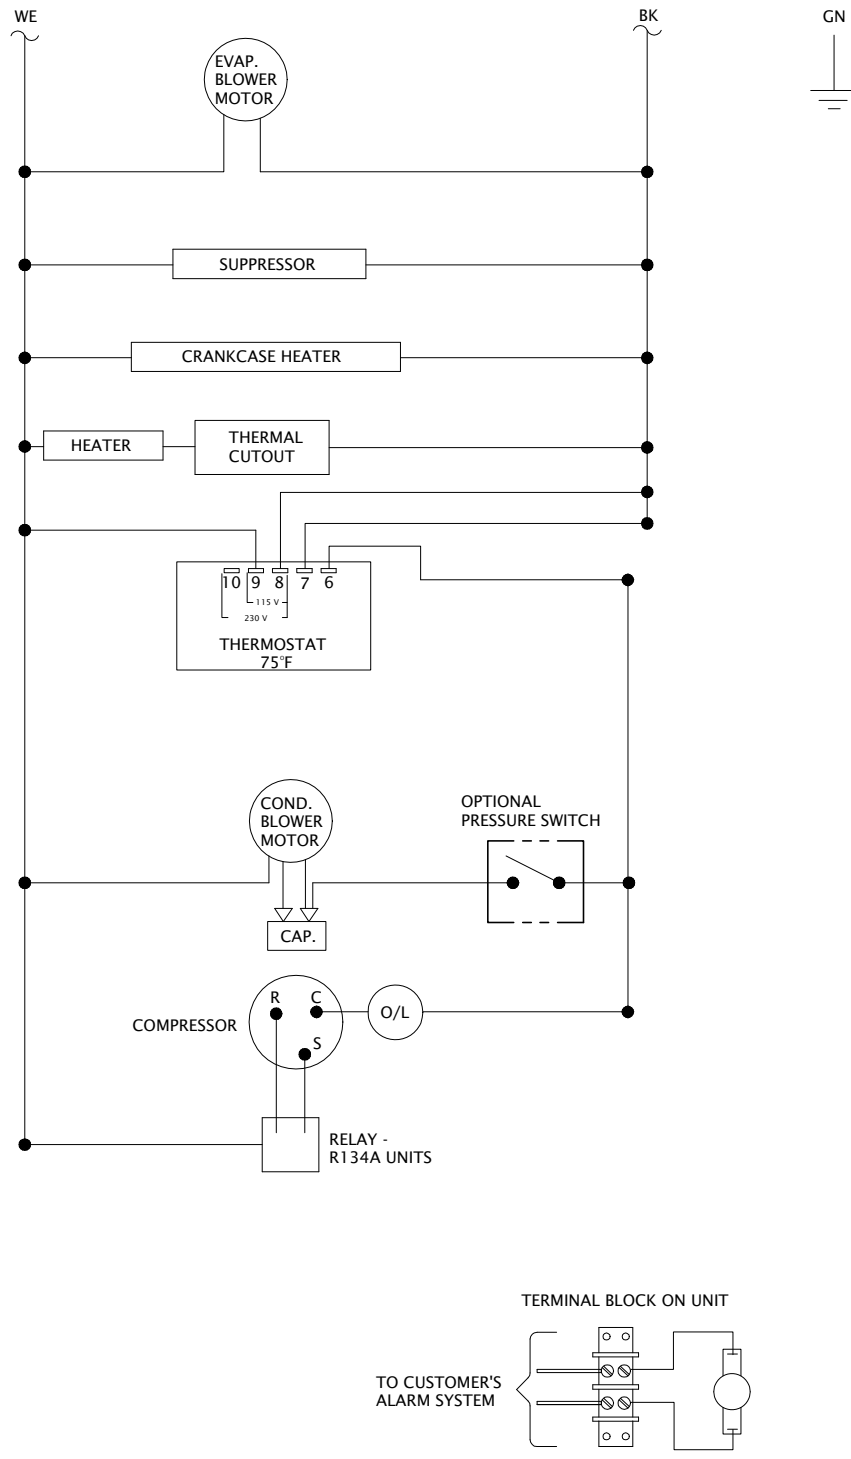 WE
BK
GN
EVAP.
BLOWER
MOTOR
SUPPRESSOR
CRANKCASE HEATER
HEATER
THERMAL
CUTOUT
10 9 8 7 6
115 V
230 V
THERMOSTAT
75°F
COND.
BLOWER
MOTOR
OPTIONAL
PRESSURE SWITCH
CAP.
R
C
S
O/L
COMPRESSOR
RELAY -
R134A UNITS
TERMINAL BLOCK ON UNIT
TO CUSTOMER'S
ALARM SYSTEM